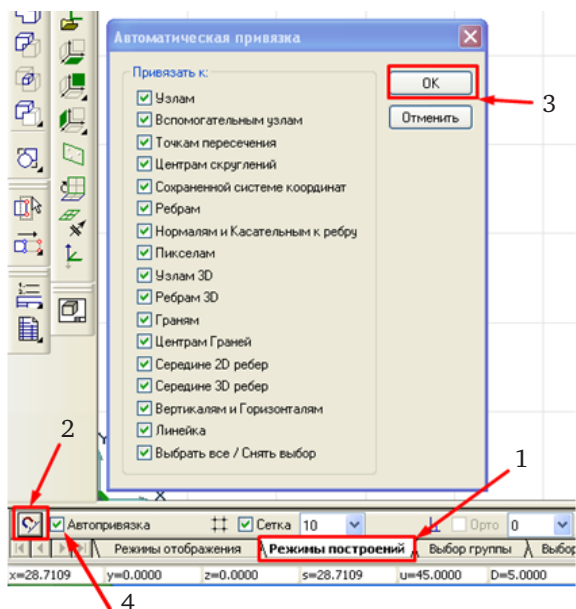 Автоматическая привязка
Привязать к:
OK
3
Узлам
Отменить
Вспомогательным узлам
Точкам пересечения
Центрам скруглений
Сохраненной системе координат
Ребрам
Нормалям и Касательным к ребру
Пикселам
Узлам 3D
Ребрам 3D
Граням
Центрам Граней
Середине 2D ребер
Середине 3D ребер
Вертикалям и Горизонталям
Линейка
2
Выбрать все / Снять выбор
1
Y
X
Автопривязка Сетка 10 Орто 0
Режимы отображения Режимы построений Выбор группы Выбор
x=28.7109 y=0.0000 z=0.0000 s=28.7109 u=45.0000 D=5.0000
4